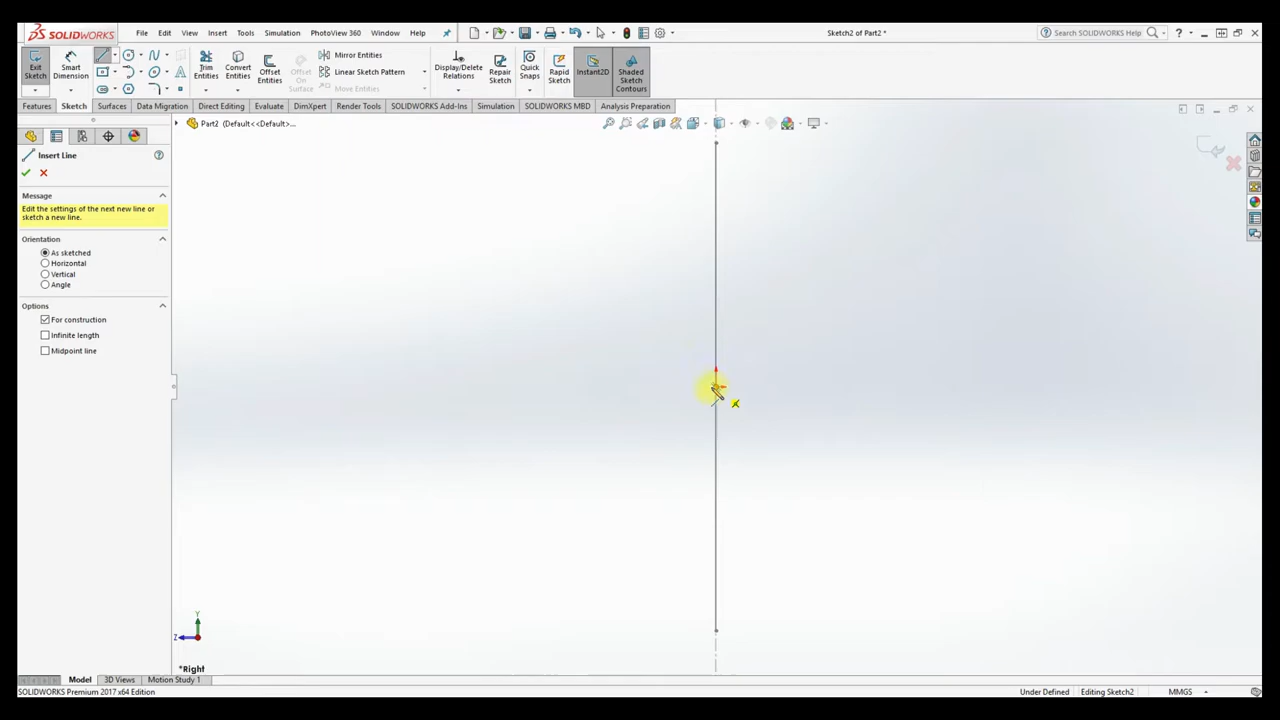 SOLIDWORKS File Edit View Insert Tools Simulation PhotoView 360 Window Help Sketch2 of Part2 * Search SOLIDWORKS Help
Exit Sketch
Smart Dimension
Trim Entities
Convert Entities
Offset Entities
Offset On Surface
Mirror Entities
Linear Sketch Pattern
Move Entities
Display/Delete Relations
Repair Sketch
Quick Snaps
Rapid Sketch
Instant2D
Shaded Sketch Contours
Features Sketch Surfaces Data Migration Direct Editing Evaluate DimXpert Render Tools SOLIDWORKS Add-Ins Simulation SOLIDWORKS MBD Analysis Preparation
Part2 (Default<<Default>...
Insert Line
Message
Edit the settings of the next new line or
sketch a new line.
Orientation
As sketched
Horizontal
Vertical
Angle
Options
For construction
Infinite length
Midpoint line
Y
Z
*Right
Model 3D Views Motion Study 1
SOLIDWORKS Premium 2017 x64 Edition Under Defined Editing Sketch2 MMGS